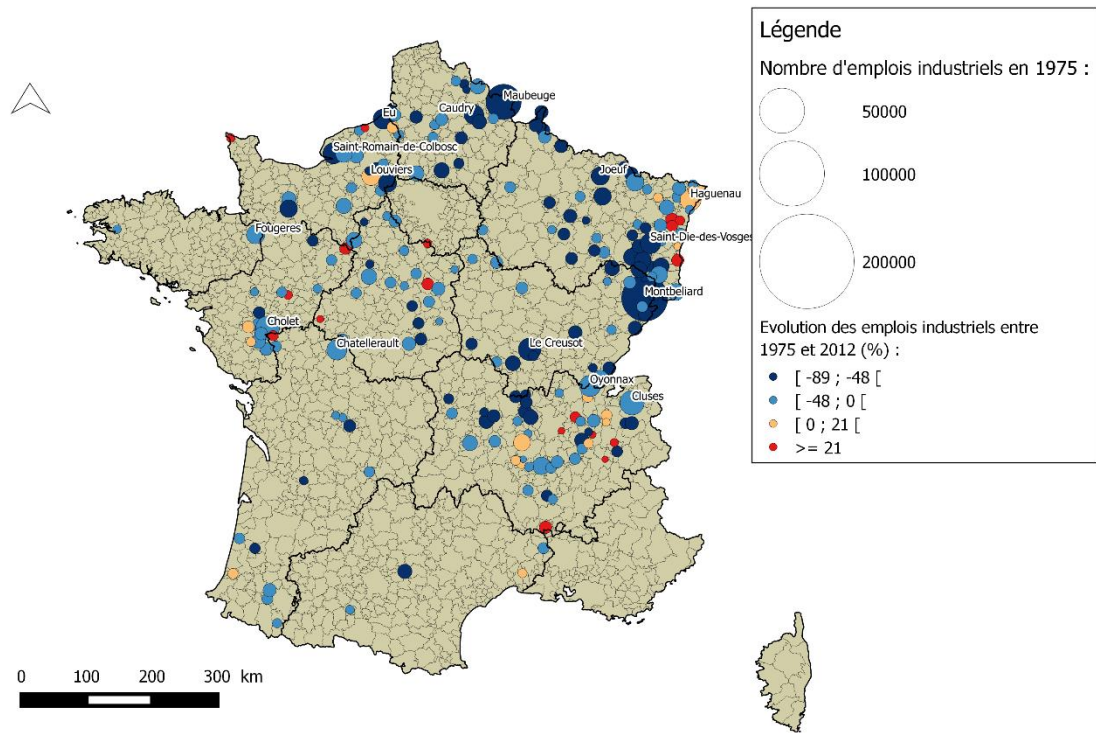 Légende
Nombre d'emplois industriels en 1975 :
50000
100000
200000
Evolution des emplois industriels entre
1975 et 2012 (%) :
[ -89 ; -48 [
[ -48 ; 0 [
[ 0 ; 21 [
>= 21
Maubeuge
Caudry
Eu
Saint-Romain-de-Colbosc
Louviers
Joeuf
Haguenau
Fougeres
Saint-Die-des-Vosges
Montbeliard
Cholet
Chatellerault
Le Creusot
Oyonnax
Cluses
0 100 200 300 km